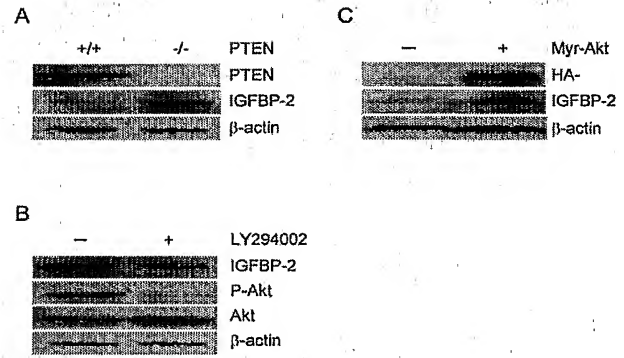 A
+/+ -/- PTEN
PTEN
IGFBP-2
β-actin
C
— + Myr-Akt
HA-
IGFBP-2
β-actin
B
— + LY294002
IGFBP-2
P-Akt
Akt
β-actin